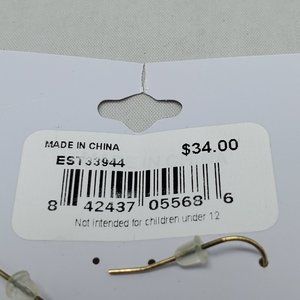 MADE IN CHINA $34.00
EST33944
8 42437 05568 6
Not intended for children under 12